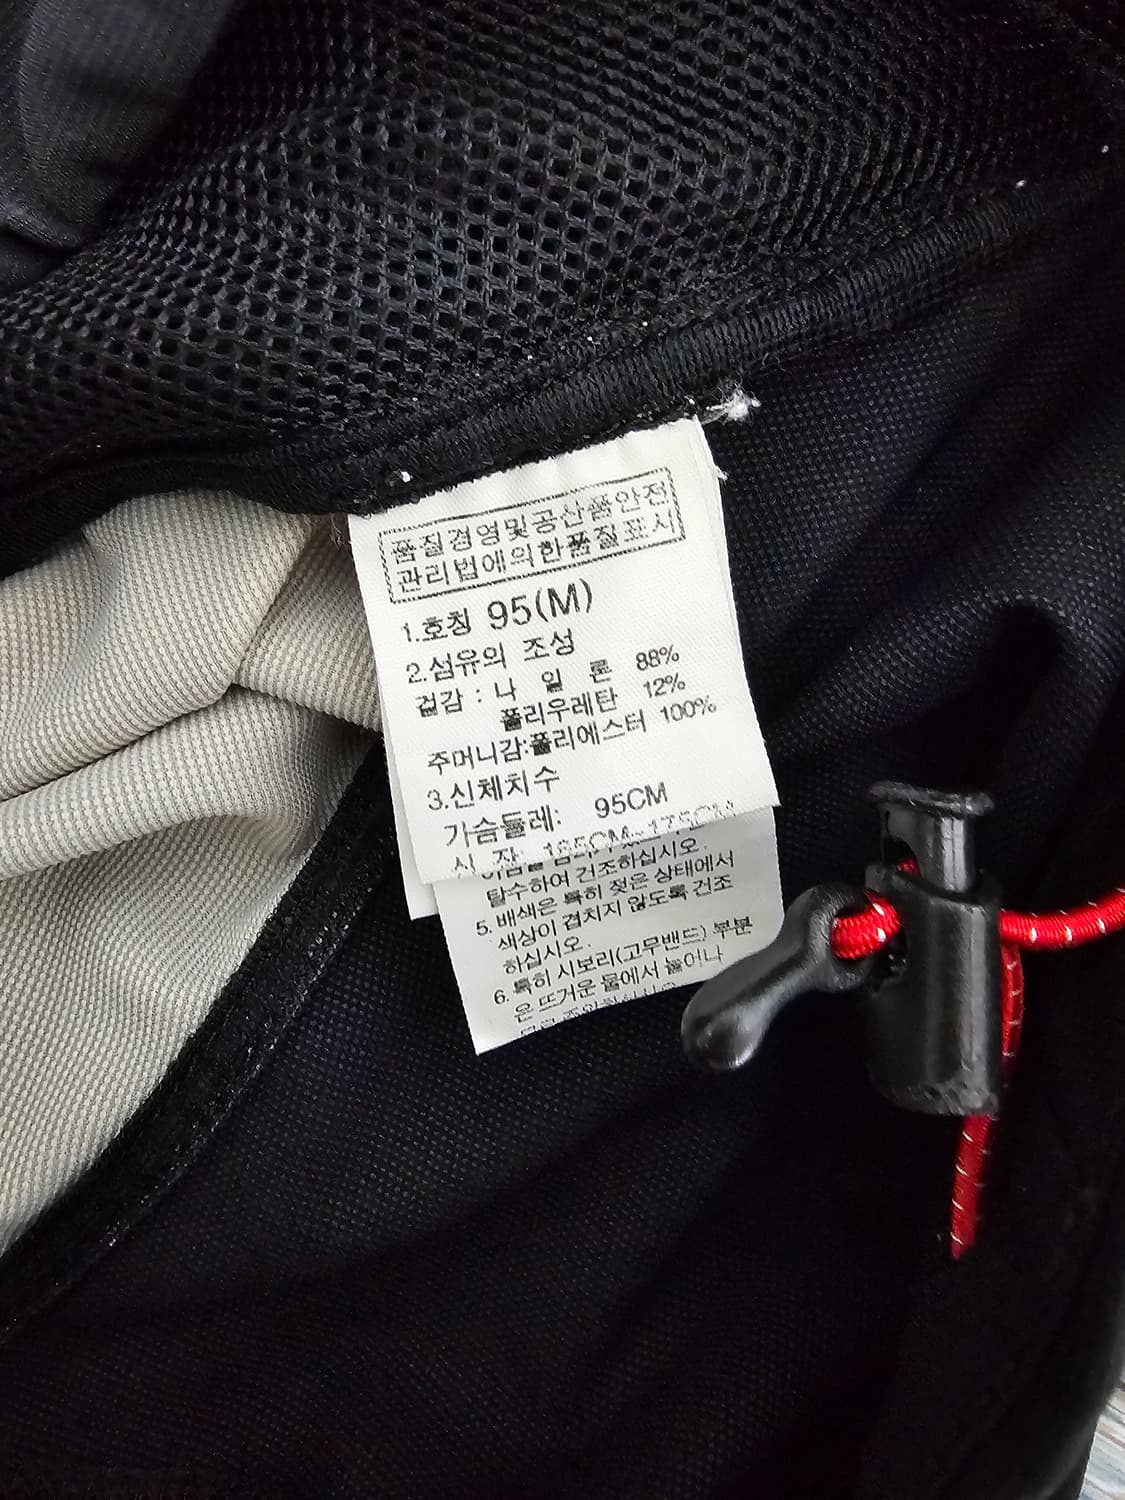 품질경영및공산품안전
관리법에의한품질표시
1.호칭 95(M)
2.섬유의 조성
겉감 : 나 일 론 88%
폴리우레탄 12%
주머니감:폴리에스터 100%
3.신체치수
가슴둘레: 95CM
신 장 165CM~175CM
건조하십시오.
탈수하여
5. 배색은 특히 젖은 상태에서
색상이 겹치지 않도록 건조
하십시오.
6. 특히 시보리(고무밴드) 부분
은 뜨거운 물에서 늘어나